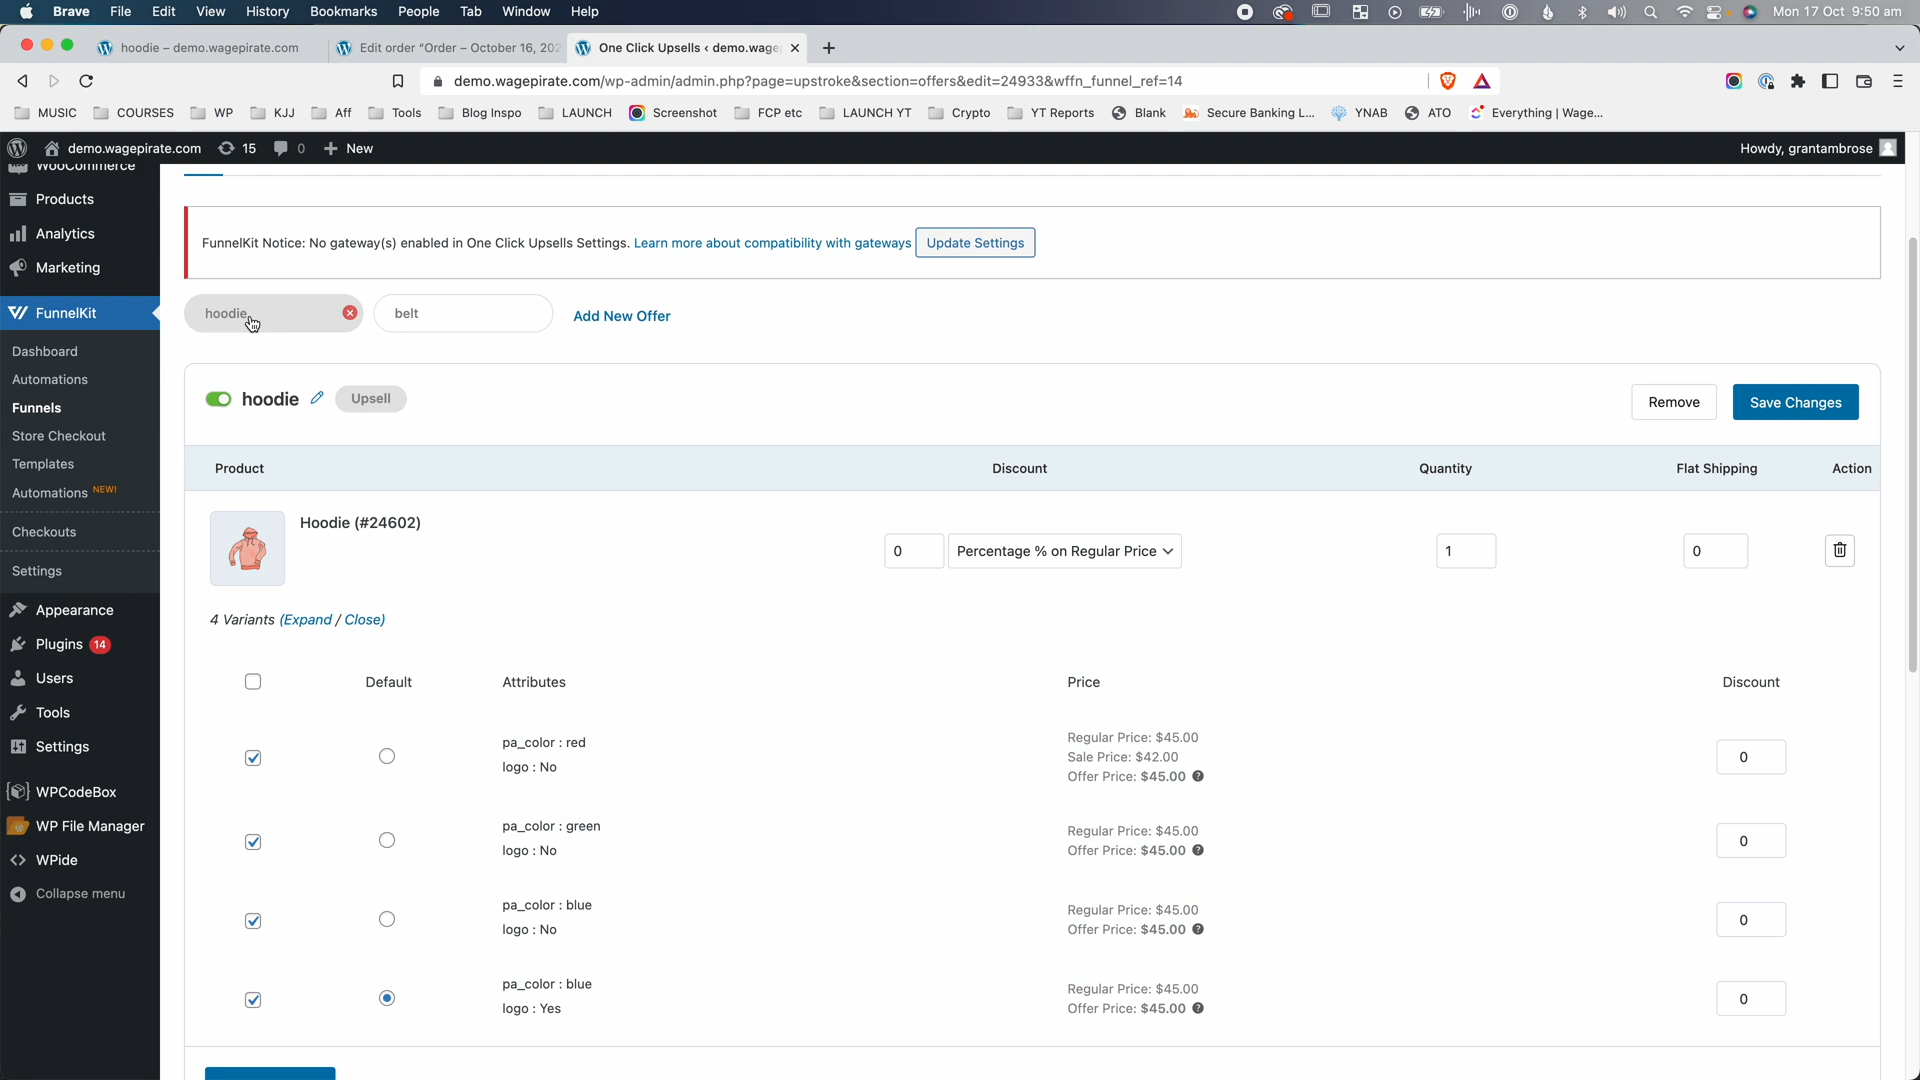 Brave File Edit View History Bookmarks People Tab Window Help Mon 17 Oct 9:50 am
hoodie – demo.wagepirate.com Edit order "Order – October 16, 202 One Click Upsells ‹ demo.wage
demo.wagepirate.com/wp-admin/admin.php?page=upstroke&section=offers&edit=24933&wffn_funnel_ref=14
MUSIC COURSES WP KJJ Aff Tools Blog Inspo LAUNCH Screenshot FCP etc LAUNCH YT Crypto YT Reports Blank Secure Banking L... YNAB ATO Everything | Wage...
demo.wagepirate.com 15 0 New Howdy, grantambrose
WooCommerce
Products
Analytics
Marketing
FunnelKit
Dashboard
Automations
Funnels
Store Checkout
Templates
Automations NEW!
Checkouts
Settings
Appearance
Plugins 14
Users
Tools
Settings
WPCodeBox
WP File Manager
WPide
Collapse menu
FunnelKit Notice: No gateway(s) enabled in One Click Upsells Settings. Learn more about compatibility with gateways Update Settings
hoodie belt Add New Offer
hoodie Upsell Remove Save Changes
Product Discount Quantity Flat Shipping Action
Hoodie (#24602)
0 Percentage % on Regular Price 1 0
4 Variants (Expand / Close)
Default Attributes Price Discount
pa_color : red
logo : No
Regular Price: $45.00
Sale Price: $42.00
Offer Price: $45.00
0
pa_color : green
logo : No
Regular Price: $45.00
Offer Price: $45.00
0
pa_color : blue
logo : No
Regular Price: $45.00
Offer Price: $45.00
0
pa_color : blue
logo : Yes
Regular Price: $45.00
Offer Price: $45.00
0